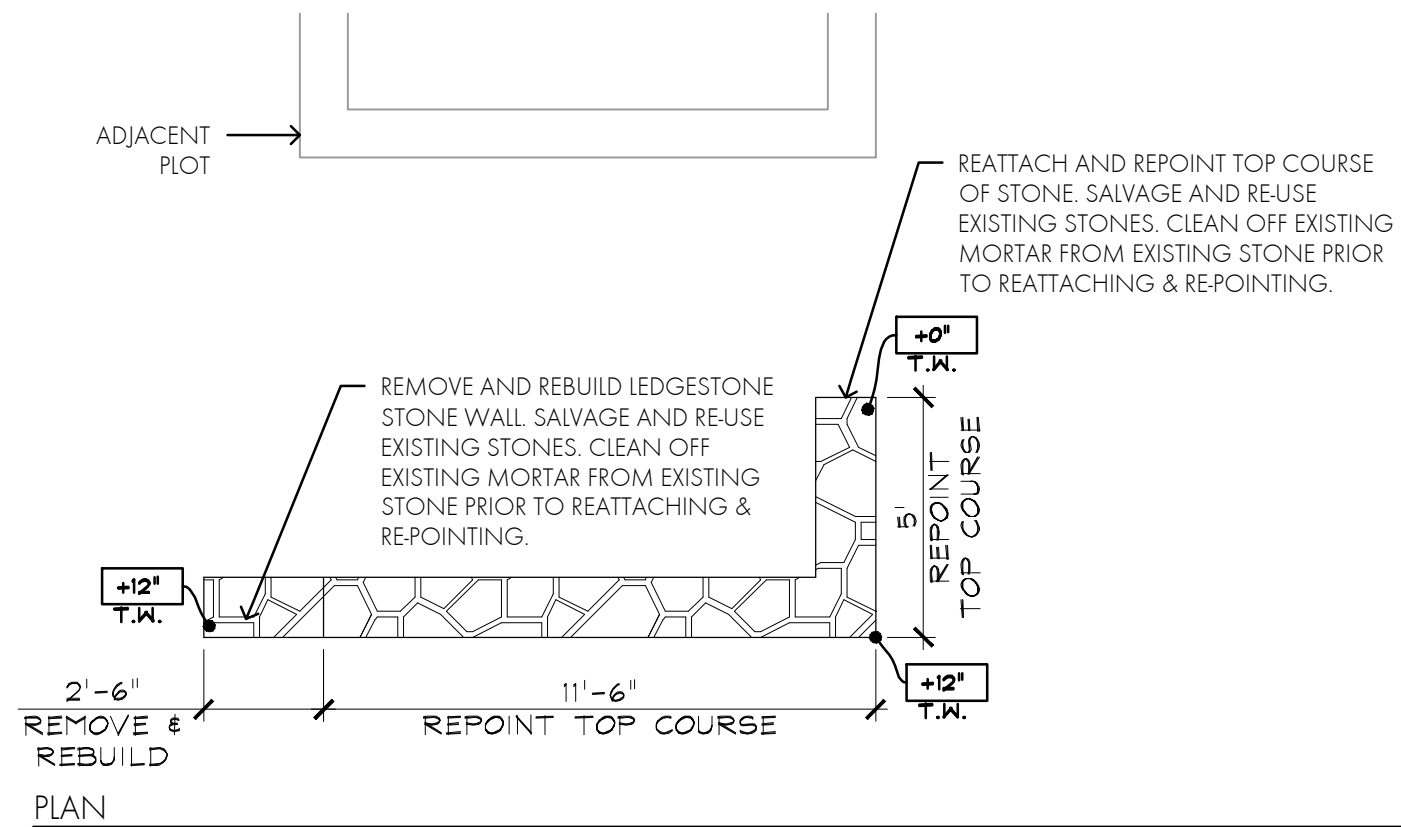 ADJACENT
PLOT
REATTACH AND REPOINT TOP COURSE
OF STONE. SALVAGE AND RE-USE
EXISTING STONES. CLEAN OFF EXISTING
MORTAR FROM EXISTING STONE PRIOR
TO REATTACHING & RE-POINTING.
+0"
T.W.
REMOVE AND REBUILD LEDGESTONE
STONE WALL. SALVAGE AND RE-USE
EXISTING STONES. CLEAN OFF
EXISTING MORTAR FROM EXISTING
STONE PRIOR TO REATTACHING &
RE-POINTING.
5'
REPOINT
TOP COURSE
+12"
T.W.
+12"
T.W.
2'-6"
REMOVE &
REBUILD
11'-6"
REPOINT TOP COURSE
PLAN